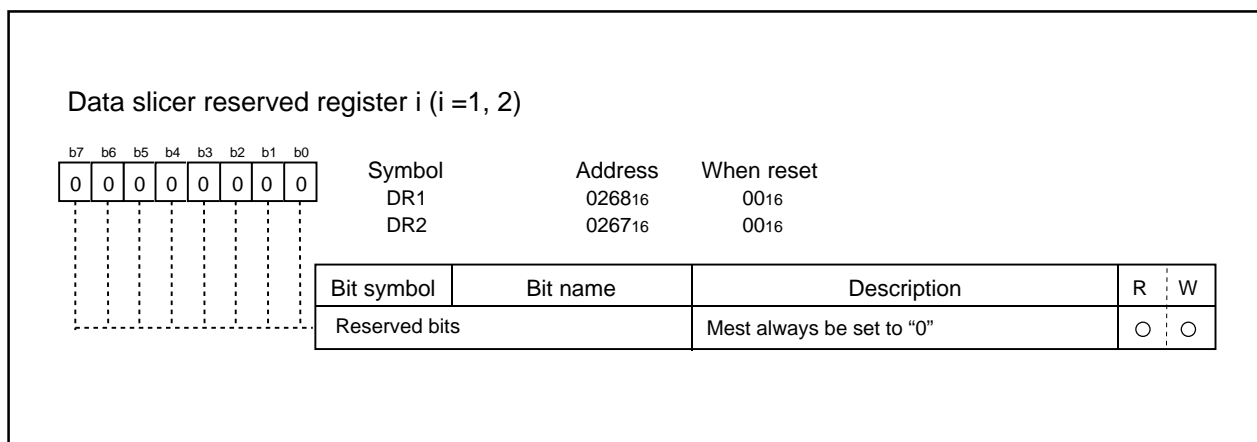 Data slicer reserved register i (i =1, 2)
b7 b6 b5 b4 b3 b2 b1 b0
0 0 0 0 0 0 0 0
Symbol Address When reset
DR1 026816 0016
DR2 026716 0016
Bit symbol Bit name Description R W
Reserved bits Mest always be set to “0” ○ ○